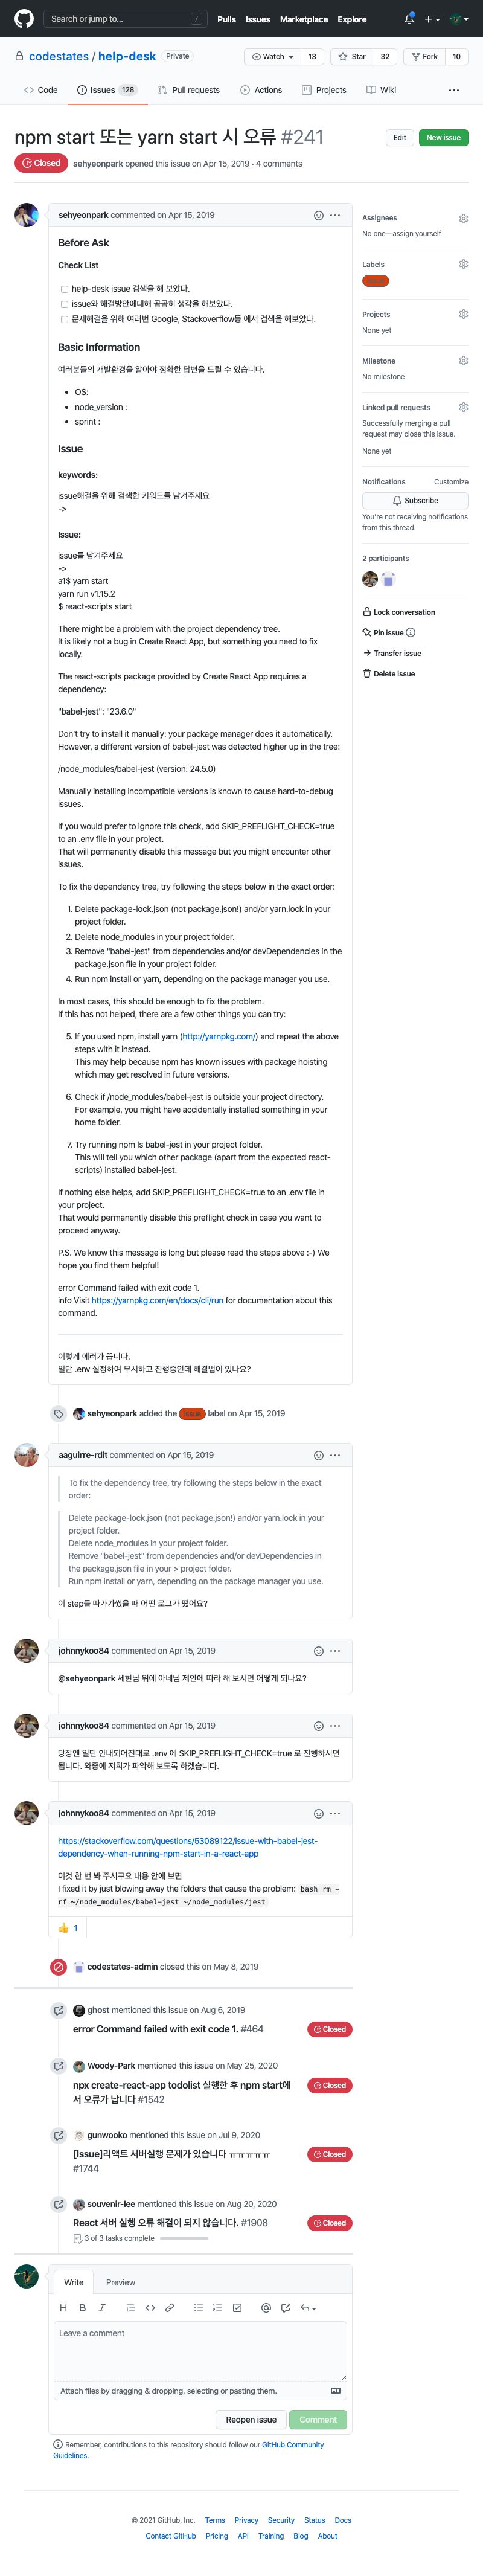 Search or jump to...
/
Pulls Issues Marketplace Explore
codestates / help-desk Private
Watch 13 Star 32 Fork 10
Code Issues 128 Pull requests Actions Projects Wiki
npm start 또는 yarn start 시 오류 #241
Edit New issue
Closed sehyeonpark opened this issue on Apr 15, 2019 · 4 comments
sehyeonpark commented on Apr 15, 2019
Before Ask
Check List
help-desk issue 검색을 해 보았다.
issue와 해결방안에대해 곰곰히 생각을 해보았다.
문제해결을 위해 여러번 Google, Stackoverflow등 에서 검색을 해보았다.
Basic Information
여러분들의 개발환경을 알아야 정확한 답변을 드릴 수 있습니다.
OS:
node_version :
sprint :
Issue
keywords:
issue해결을 위해 검색한 키워드를 남겨주세요
->
Issue:
issue를 남겨주세요
->
a1$ yarn start
yarn run v1.15.2
$ react-scripts start
There might be a problem with the project dependency tree.
It is likely not a bug in Create React App, but something you need to fix
locally.
The react-scripts package provided by Create React App requires a
dependency:
"babel-jest": "23.6.0"
Don't try to install it manually: your package manager does it automatically.
However, a different version of babel-jest was detected higher up in the tree:
/node_modules/babel-jest (version: 24.5.0)
Manually installing incompatible versions is known to cause hard-to-debug
issues.
If you would prefer to ignore this check, add SKIP_PREFLIGHT_CHECK=true
to an .env file in your project.
That will permanently disable this message but you might encounter other
issues.
To fix the dependency tree, try following the steps below in the exact order:
1. Delete package-lock.json (not package.json!) and/or yarn.lock in your
project folder.
2. Delete node_modules in your project folder.
3. Remove "babel-jest" from dependencies and/or devDependencies in the
package.json file in your project folder.
4. Run npm install or yarn, depending on the package manager you use.
In most cases, this should be enough to fix the problem.
If this has not helped, there are a few other things you can try:
5. If you used npm, install yarn (http://yarnpkg.com/) and repeat the above
steps with it instead.
This may help because npm has known issues with package hoisting
which may get resolved in future versions.
6. Check if /node_modules/babel-jest is outside your project directory.
For example, you might have accidentally installed something in your
home folder.
7. Try running npm ls babel-jest in your project folder.
This will tell you which other package (apart from the expected react-
scripts) installed babel-jest.
If nothing else helps, add SKIP_PREFLIGHT_CHECK=true to an .env file in
your project.
That would permanently disable this preflight check in case you want to
proceed anyway.
P.S. We know this message is long but please read the steps above :-) We
hope you find them helpful!
error Command failed with exit code 1.
info Visit https://yarnpkg.com/en/docs/cli/run for documentation about this
command.
이렇게 에러가 뜹니다.
일단 .env 설정하여 무시하고 진행중인데 해결법이 있나요?
sehyeonpark added the label on Apr 15, 2019
aaguirre-rdit commented on Apr 15, 2019
To fix the dependency tree, try following the steps below in the exact
order:
Delete package-lock.json (not package.json!) and/or yarn.lock in your
project folder.
Delete node_modules in your project folder.
Remove "babel-jest" from dependencies and/or devDependencies in
the package.json file in your > project folder.
Run npm install or yarn, depending on the package manager you use.
이 step들 따가가썼을 때 어떤 로그가 떴어요?
johnnykoo84 commented on Apr 15, 2019
@sehyeonpark 세현님 위에 아네님 제안에 따라 해 보시면 어떻게 되나요?
johnnykoo84 commented on Apr 15, 2019
당장엔 일단 안내되어진대로 .env 에 SKIP_PREFLIGHT_CHECK=true 로 진행하시면
됩니다. 와중에 저희가 파악해 보도록 하겠습니다.
johnnykoo84 commented on Apr 15, 2019
https://stackoverflow.com/questions/53089122/issue-with-babel-jest-
dependency-when-running-npm-start-in-a-react-app
이것 한 번 봐 주시구요 내용 안에 보면
I fixed it by just blowing away the folders that cause the problem: bash rm -
rf ~/node_modules/babel-jest ~/node_modules/jest
1
codestates-admin closed this on May 8, 2019
ghost mentioned this issue on Aug 6, 2019
error Command failed with exit code 1. #464
Closed
Woody-Park mentioned this issue on May 25, 2020
npx create-react-app todolist 실행한 후 npm start에
서 오류가 납니다 #1542
Closed
gunwooko mentioned this issue on Jul 9, 2020
[Issue]리액트 서버실행 문제가 있습니다 ㅠㅠㅠㅠㅠ
#1744
Closed
souvenir-lee mentioned this issue on Aug 20, 2020
React 서버 실행 오류 해결이 되지 않습니다. #1908
Closed
3 of 3 tasks complete
Write Preview
Leave a comment
Attach files by dragging & dropping, selecting or pasting them.
Reopen issue Comment
Remember, contributions to this repository should follow our GitHub Community
Guidelines.
Assignees
No one—assign yourself
Labels
Projects
None yet
Milestone
No milestone
Linked pull requests
Successfully merging a pull
request may close this issue.
None yet
Notifications Customize
Subscribe
You're not receiving notifications
from this thread.
2 participants
Lock conversation
Pin issue
Transfer issue
Delete issue
© 2021 GitHub, Inc. Terms Privacy Security Status Docs
Contact GitHub Pricing API Training Blog About